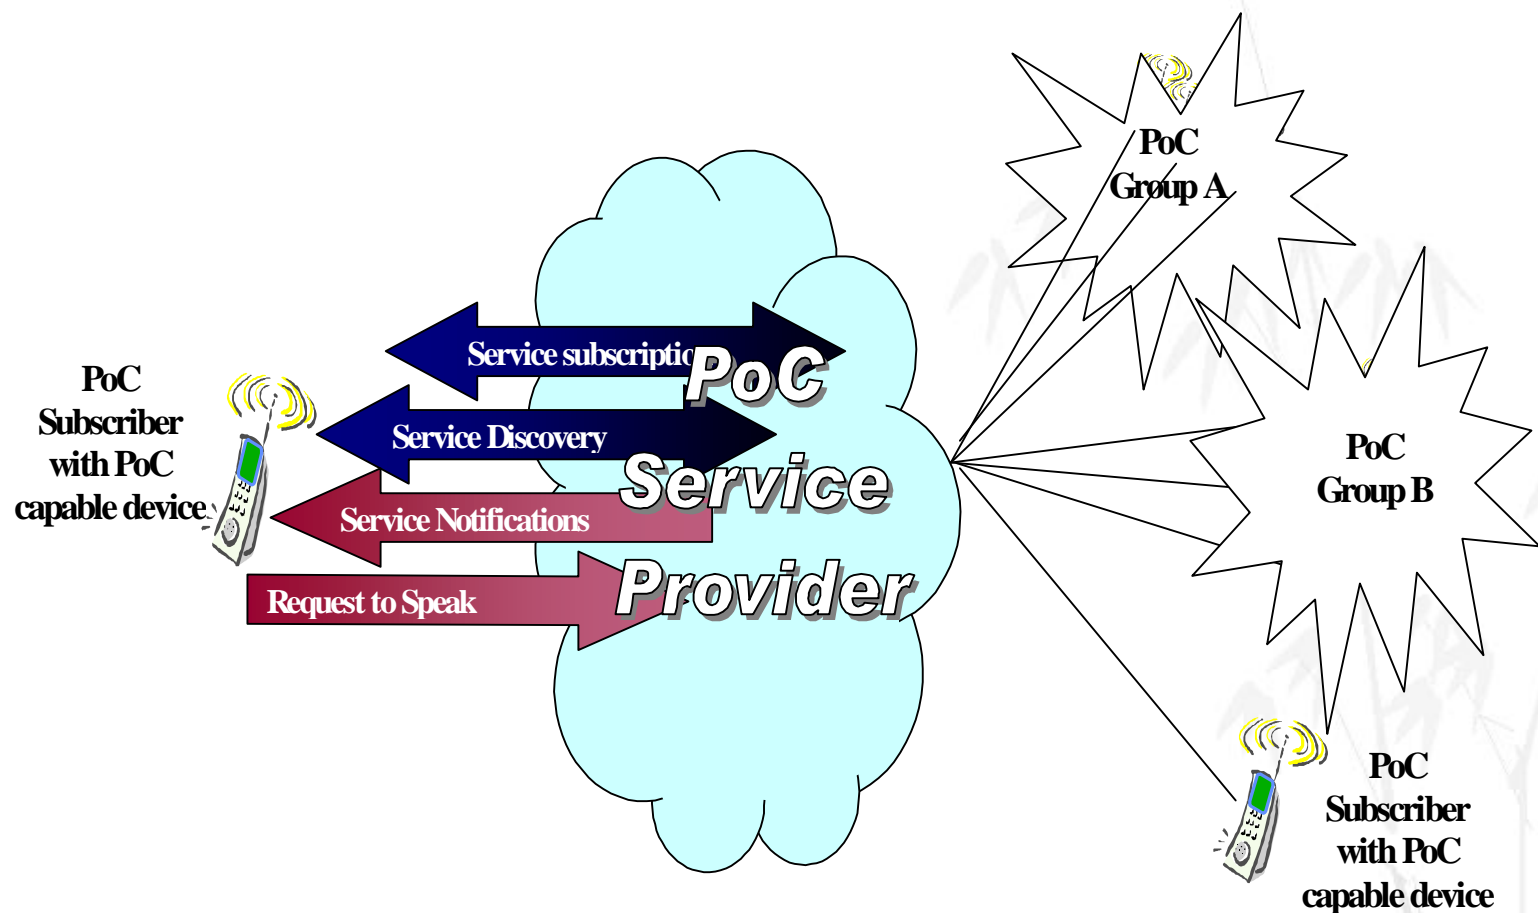 PoC
Subscriber
with PoC
capable device
Service subscriptio
Service Discovery
Service Notifications
Request to Speak
PoC
Service
Provider
PoC
Group A
PoC
Group B
PoC
Subscriber
with PoC
capable device